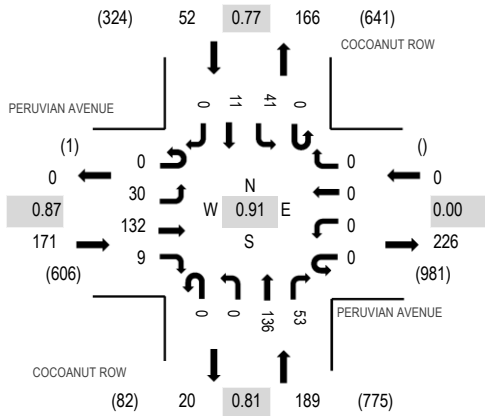 (324) 52 0.77 166 (641)
COCOANUT ROW
PERUVIAN AVENUE
0 11 41 0
(1) ()
0 0 0 0
30 N 0
0.87 W 0.91 E 0.00
132 S 0
171 9 0 226
(606) (981)
0 0 136 53
PERUVIAN AVENUE
COCOANUT ROW
(82) 20 0.81 189 (775)